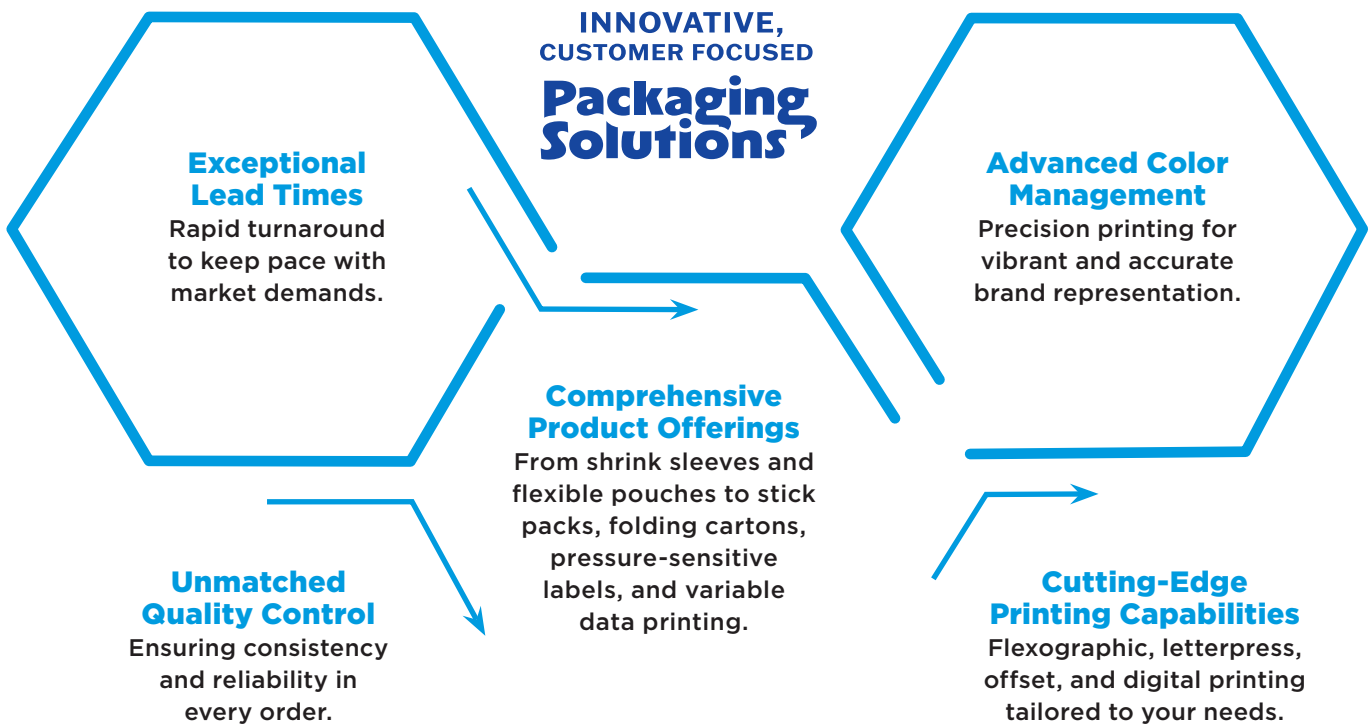 INNOVATIVE,
CUSTOMER FOCUSED
Packaging
Solutions
Exceptional
Lead Times
Rapid turnaround
to keep pace with
market demands.
Advanced Color
Management
Precision printing for
vibrant and accurate
brand representation.
Comprehensive
Product Offerings
From shrink sleeves and
flexible pouches to stick
packs, folding cartons,
pressure-sensitive
labels, and variable
data printing.
Unmatched
Quality Control
Ensuring consistency
and reliability in
every order.
Cutting-Edge
Printing Capabilities
Flexographic, letterpress,
offset, and digital printing
tailored to your needs.